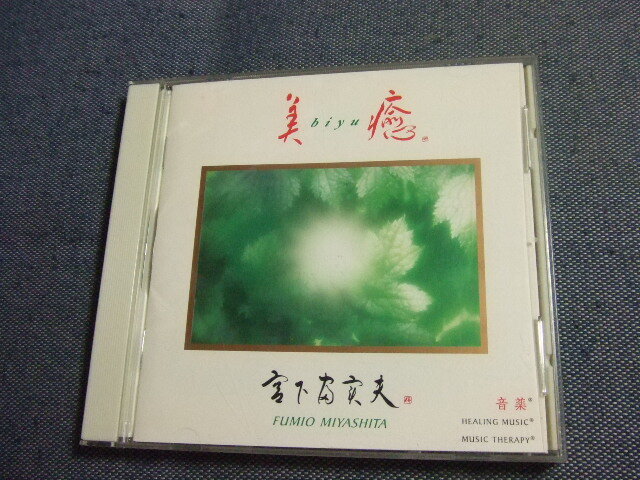 美 biyu 癒
宮下富実夫
FUMIO MIYASHITA
音薬®
HEALING MUSIC®
MUSIC THERAPY®